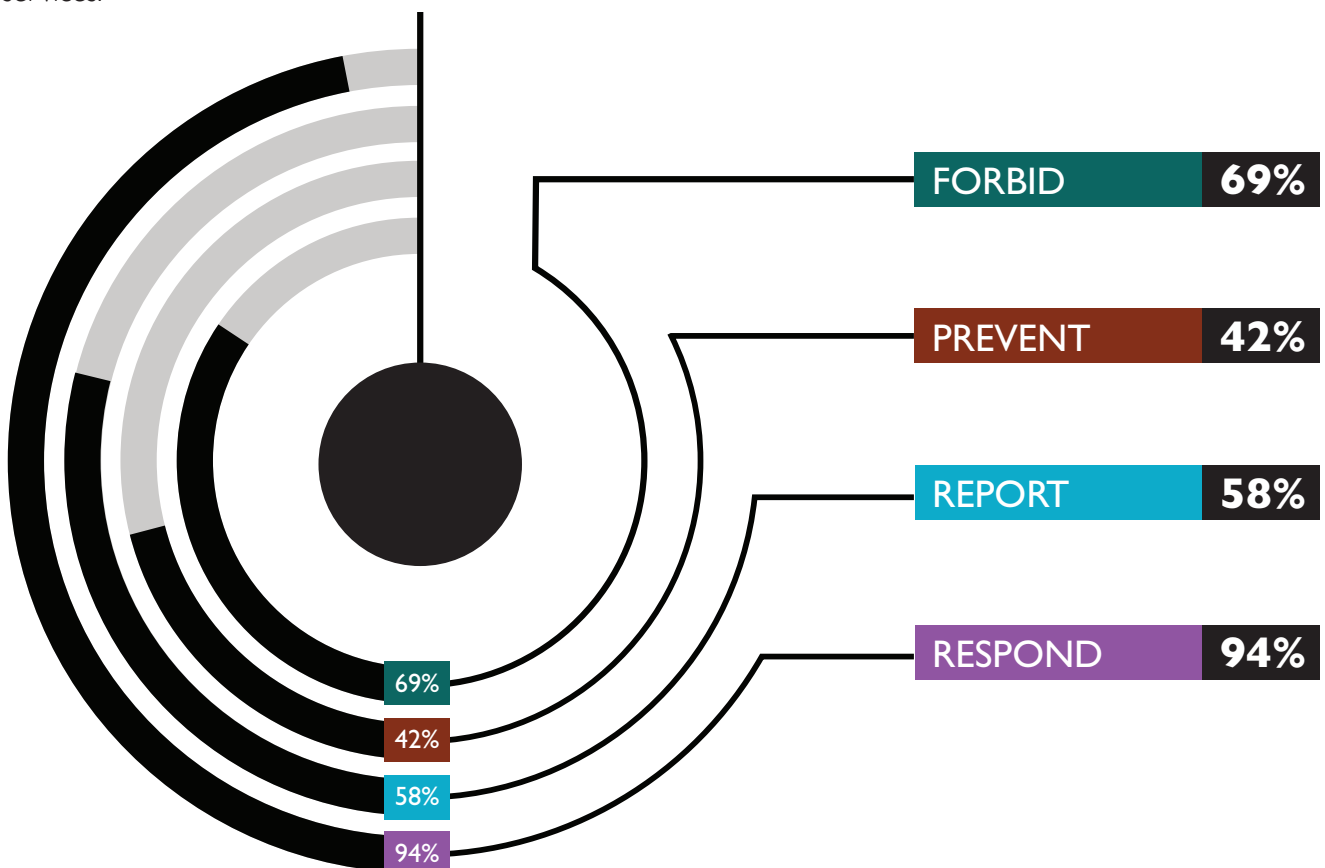 FORBID 69%
PREVENT 42%
REPORT 58%
RESPOND 94%
69%
42%
58%
94%